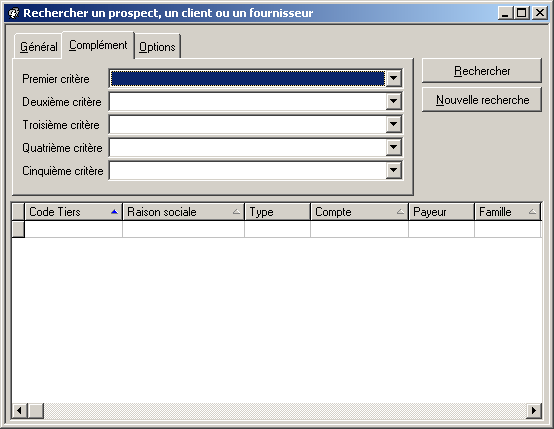 Rechercher un prospect, un client ou un fournisseur
Général Complément Options
Premier critère
Rechercher
Deuxième critère
Nouvelle recherche
Troisième critère
Quatrième critère
Cinquième critère
Code Tiers Raison sociale Type Compte Payeur Famille